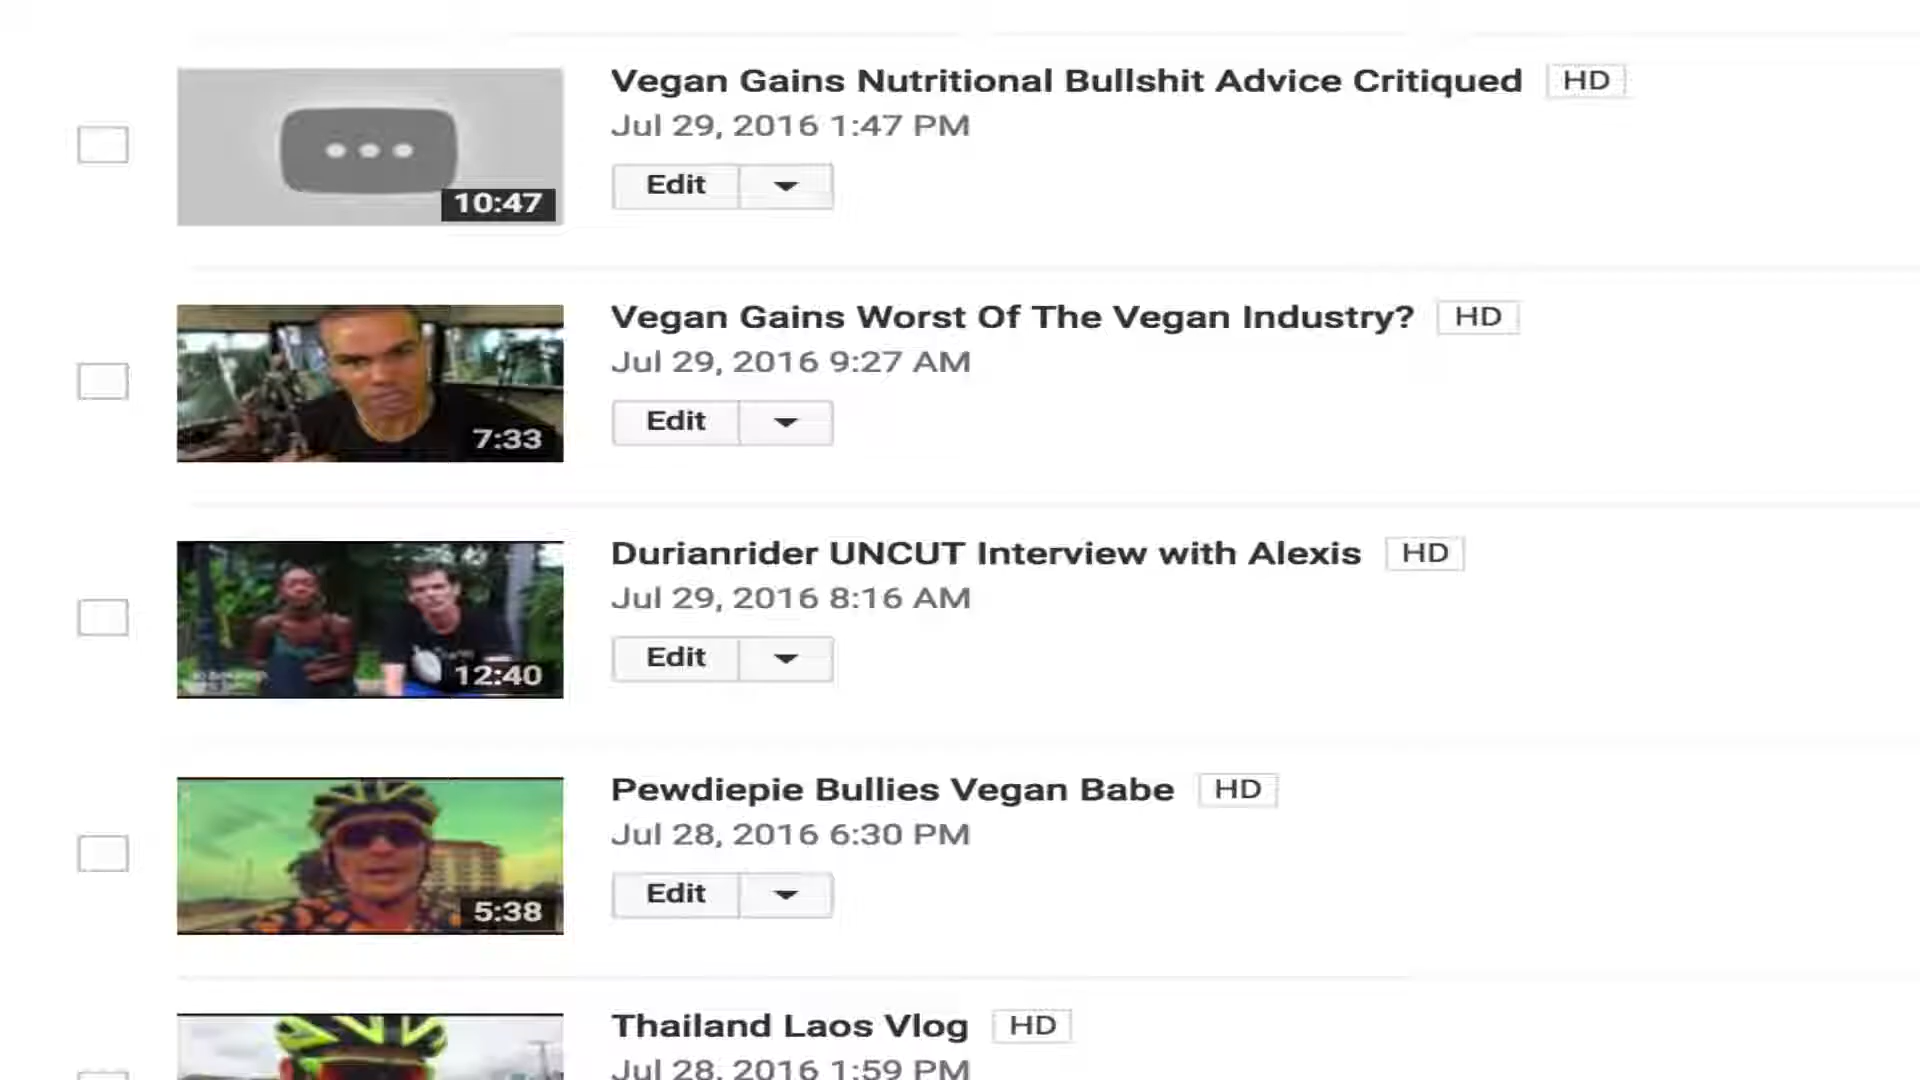 Vegan Gains Nutritional Bullshit Advice Critiqued HD
Jul 29, 2016 1:47 PM
Edit
10:47
Vegan Gains Worst Of The Vegan Industry? HD
Jul 29, 2016 9:27 AM
Edit
7:33
Durianrider UNCUT Interview with Alexis HD
Jul 29, 2016 8:16 AM
Edit
12:40
Pewdiepie Bullies Vegan Babe HD
Jul 28, 2016 6:30 PM
Edit
5:38
Thailand Laos Vlog HD
Jul 28, 2016 1:59 PM